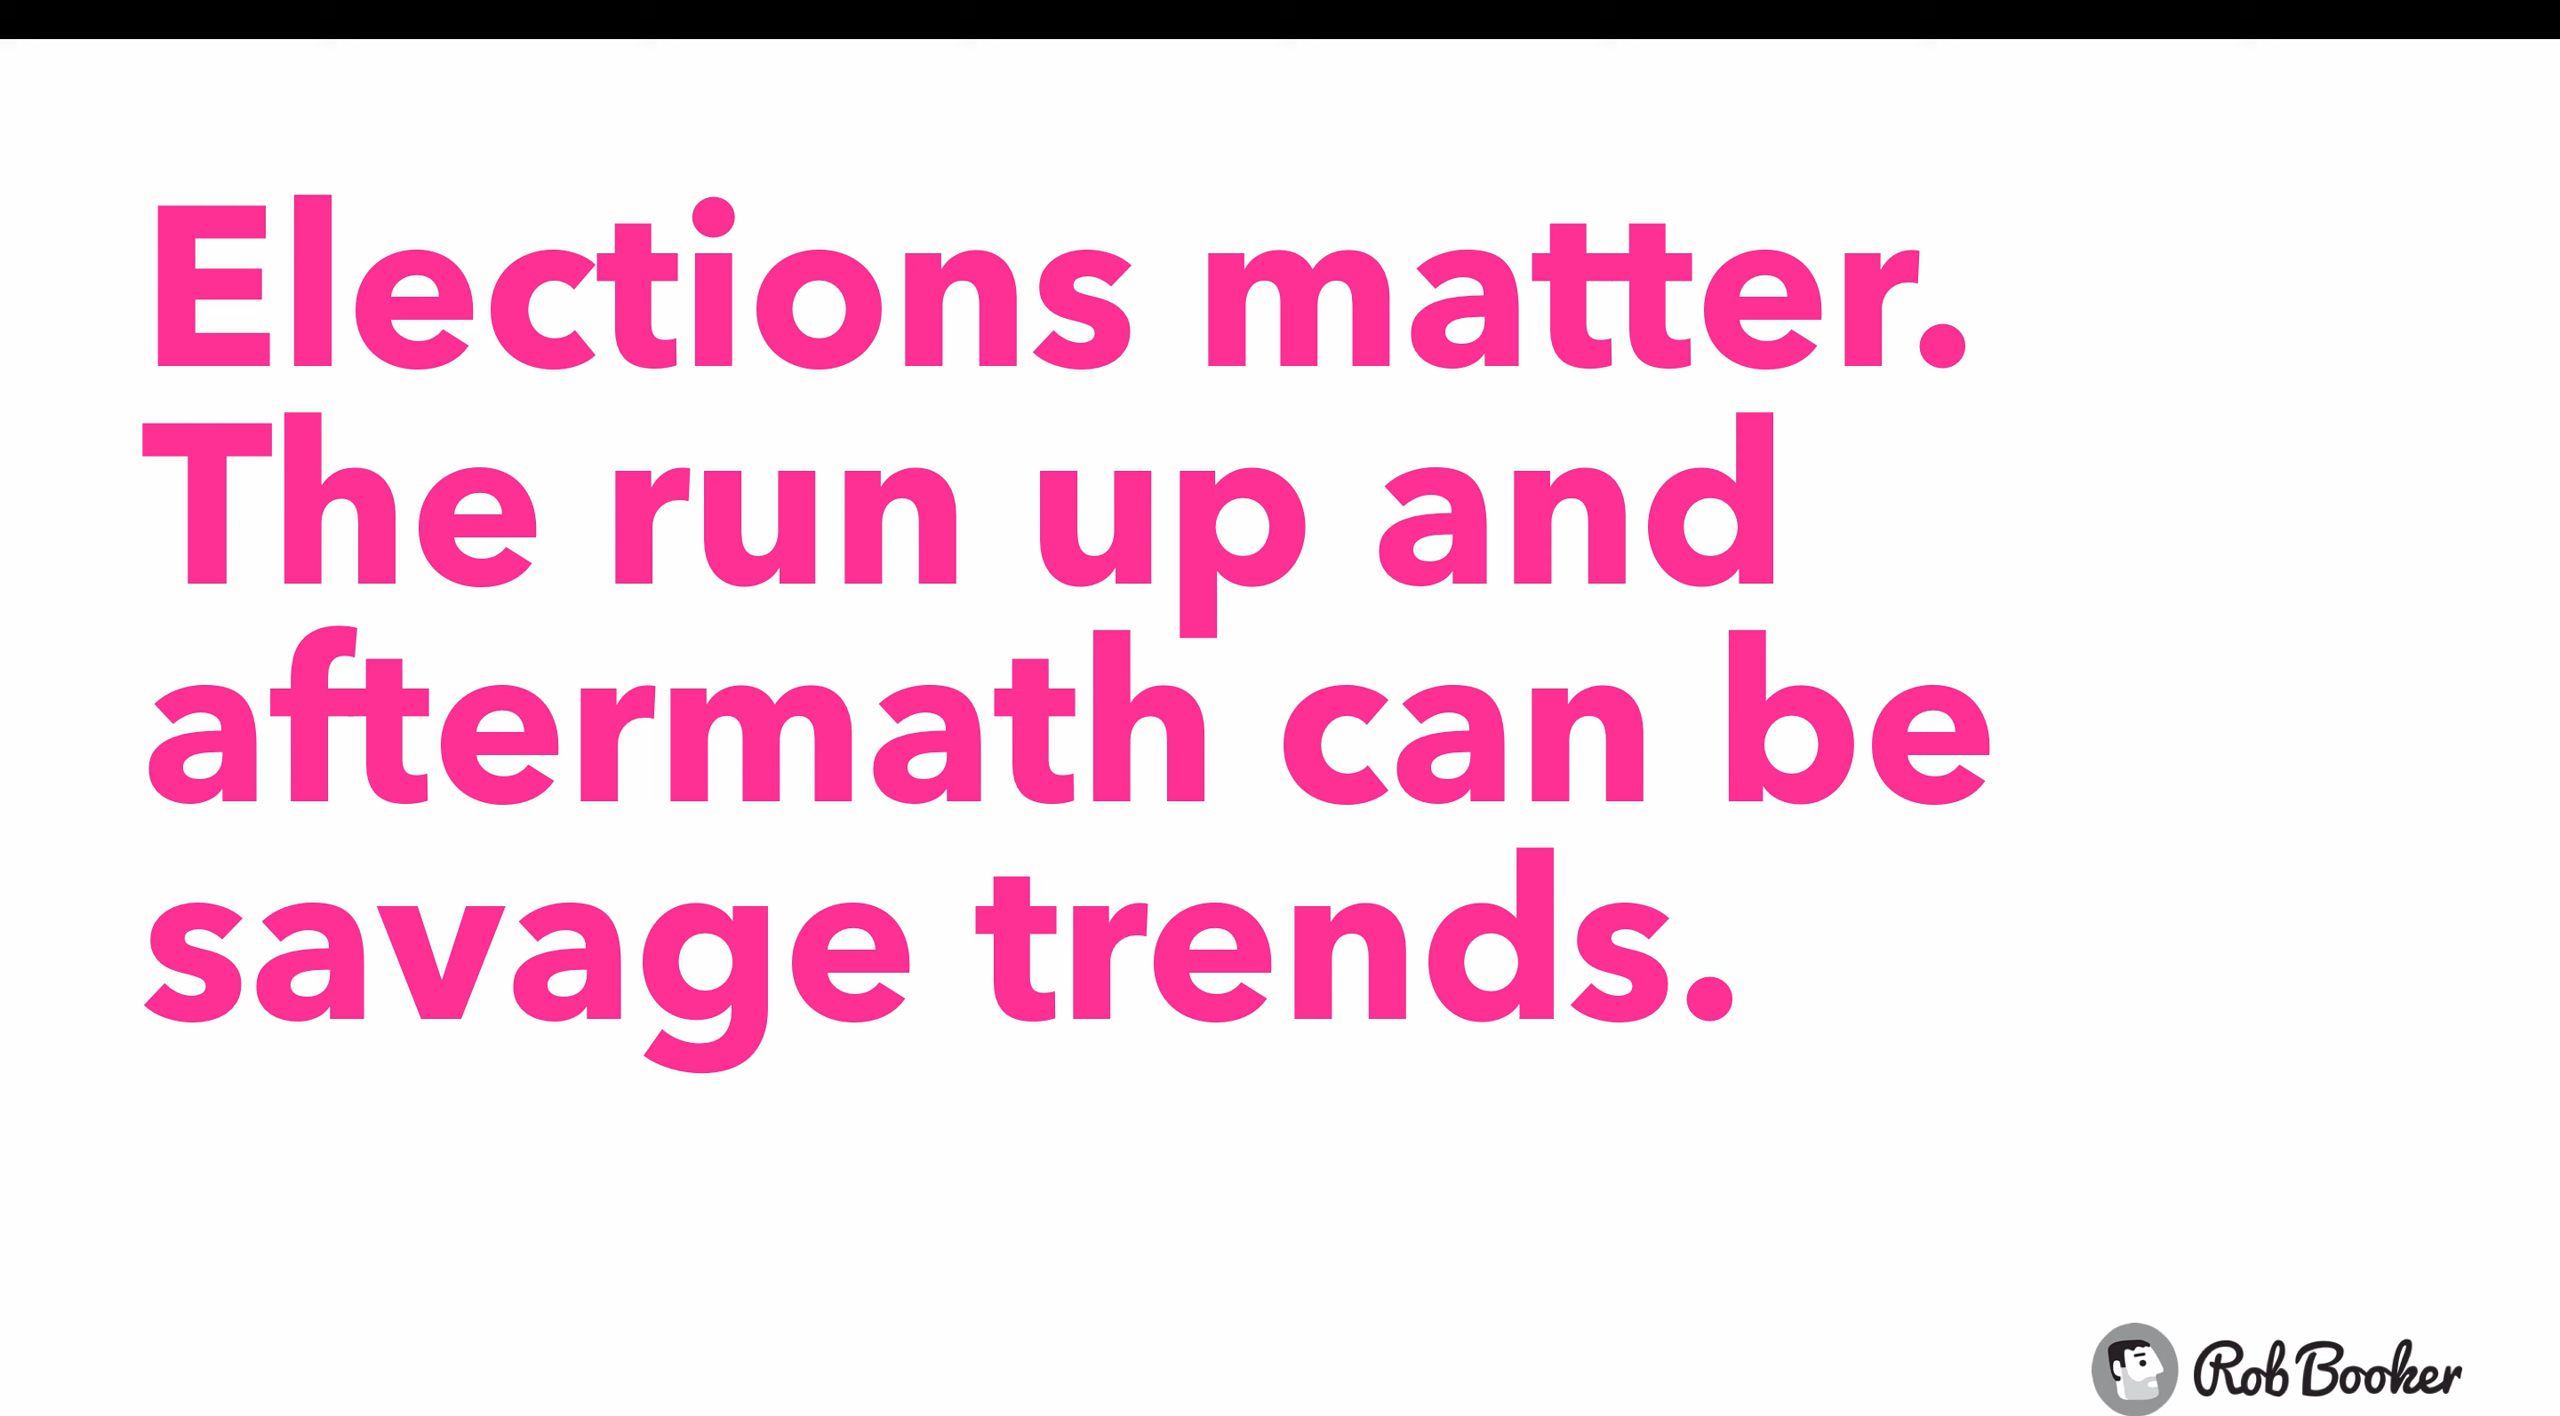 Elections matter.
The run up and
aftermath can be
savage trends.
Rob Booker